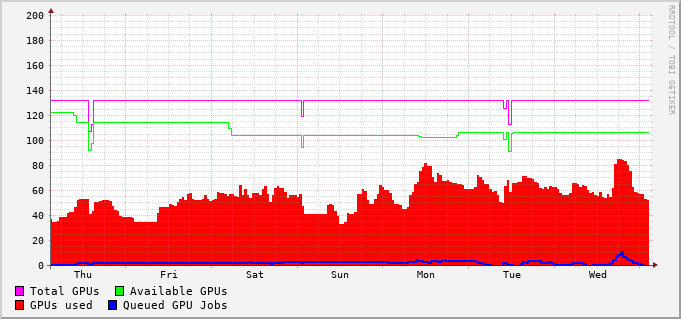 200
180
160
140
120
100
80
60
40
20
0
Thu Fri Sat Sun Mon Tue Wed
Total GPUs Available GPUs
GPUs used Queued GPU Jobs
RRDTOOL / TOBI OETIKER